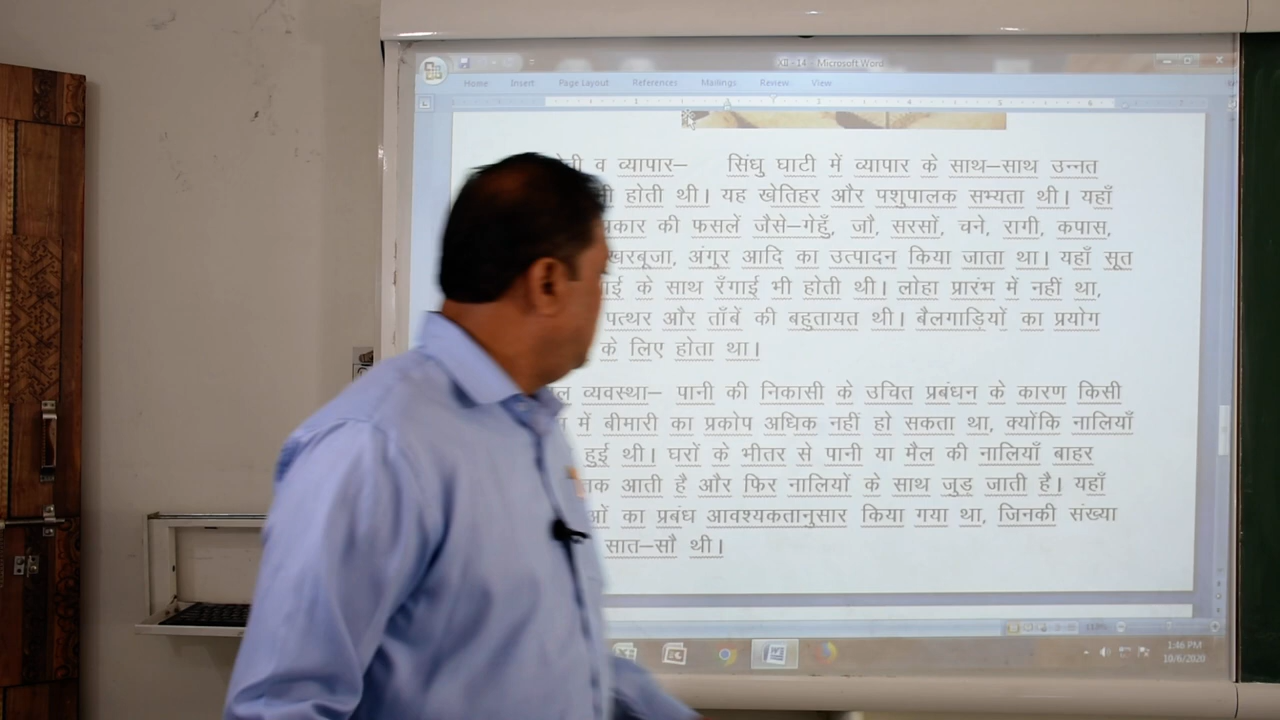 XII - 14 - Microsoft Word
Home Insert Page Layout References Mailings Review View
व व्यापार– सिंधु घाटी में व्यापार के साथ–साथ उन्नत
होती थी। यह खेतिहर और पशुपालक सभ्यता थी। यहाँ
की फसलें जैसे–गेहुँ, जौ, सरसों, चने, रागी, कपास,
खरबूजा, अंगुर आदि का उत्पादन किया जाता था। यहाँ सूत
के साथ रँगाई भी होती थी। लोहा प्रारंभ में नहीं था,
पत्थर और ताँबें की बहुतायत थी। बैलगाड़ियों का प्रयोग
के लिए होता था।
व्यवस्था– पानी की निकासी के उचित प्रबंधन के कारण किसी
में बीमारी का प्रकोप अधिक नहीं हो सकता था, क्योंकि नालियाँ
हुई थी। घरों के भीतर से पानी या मैल की नालियाँ बाहर
आती है और फिर नालियों के साथ जुड़ जाती है। यहाँ
का प्रबंध आवश्यकतानुसार किया गया था, जिनकी संख्या
सात–सौ थी।
1:46 PM
10/6/2020